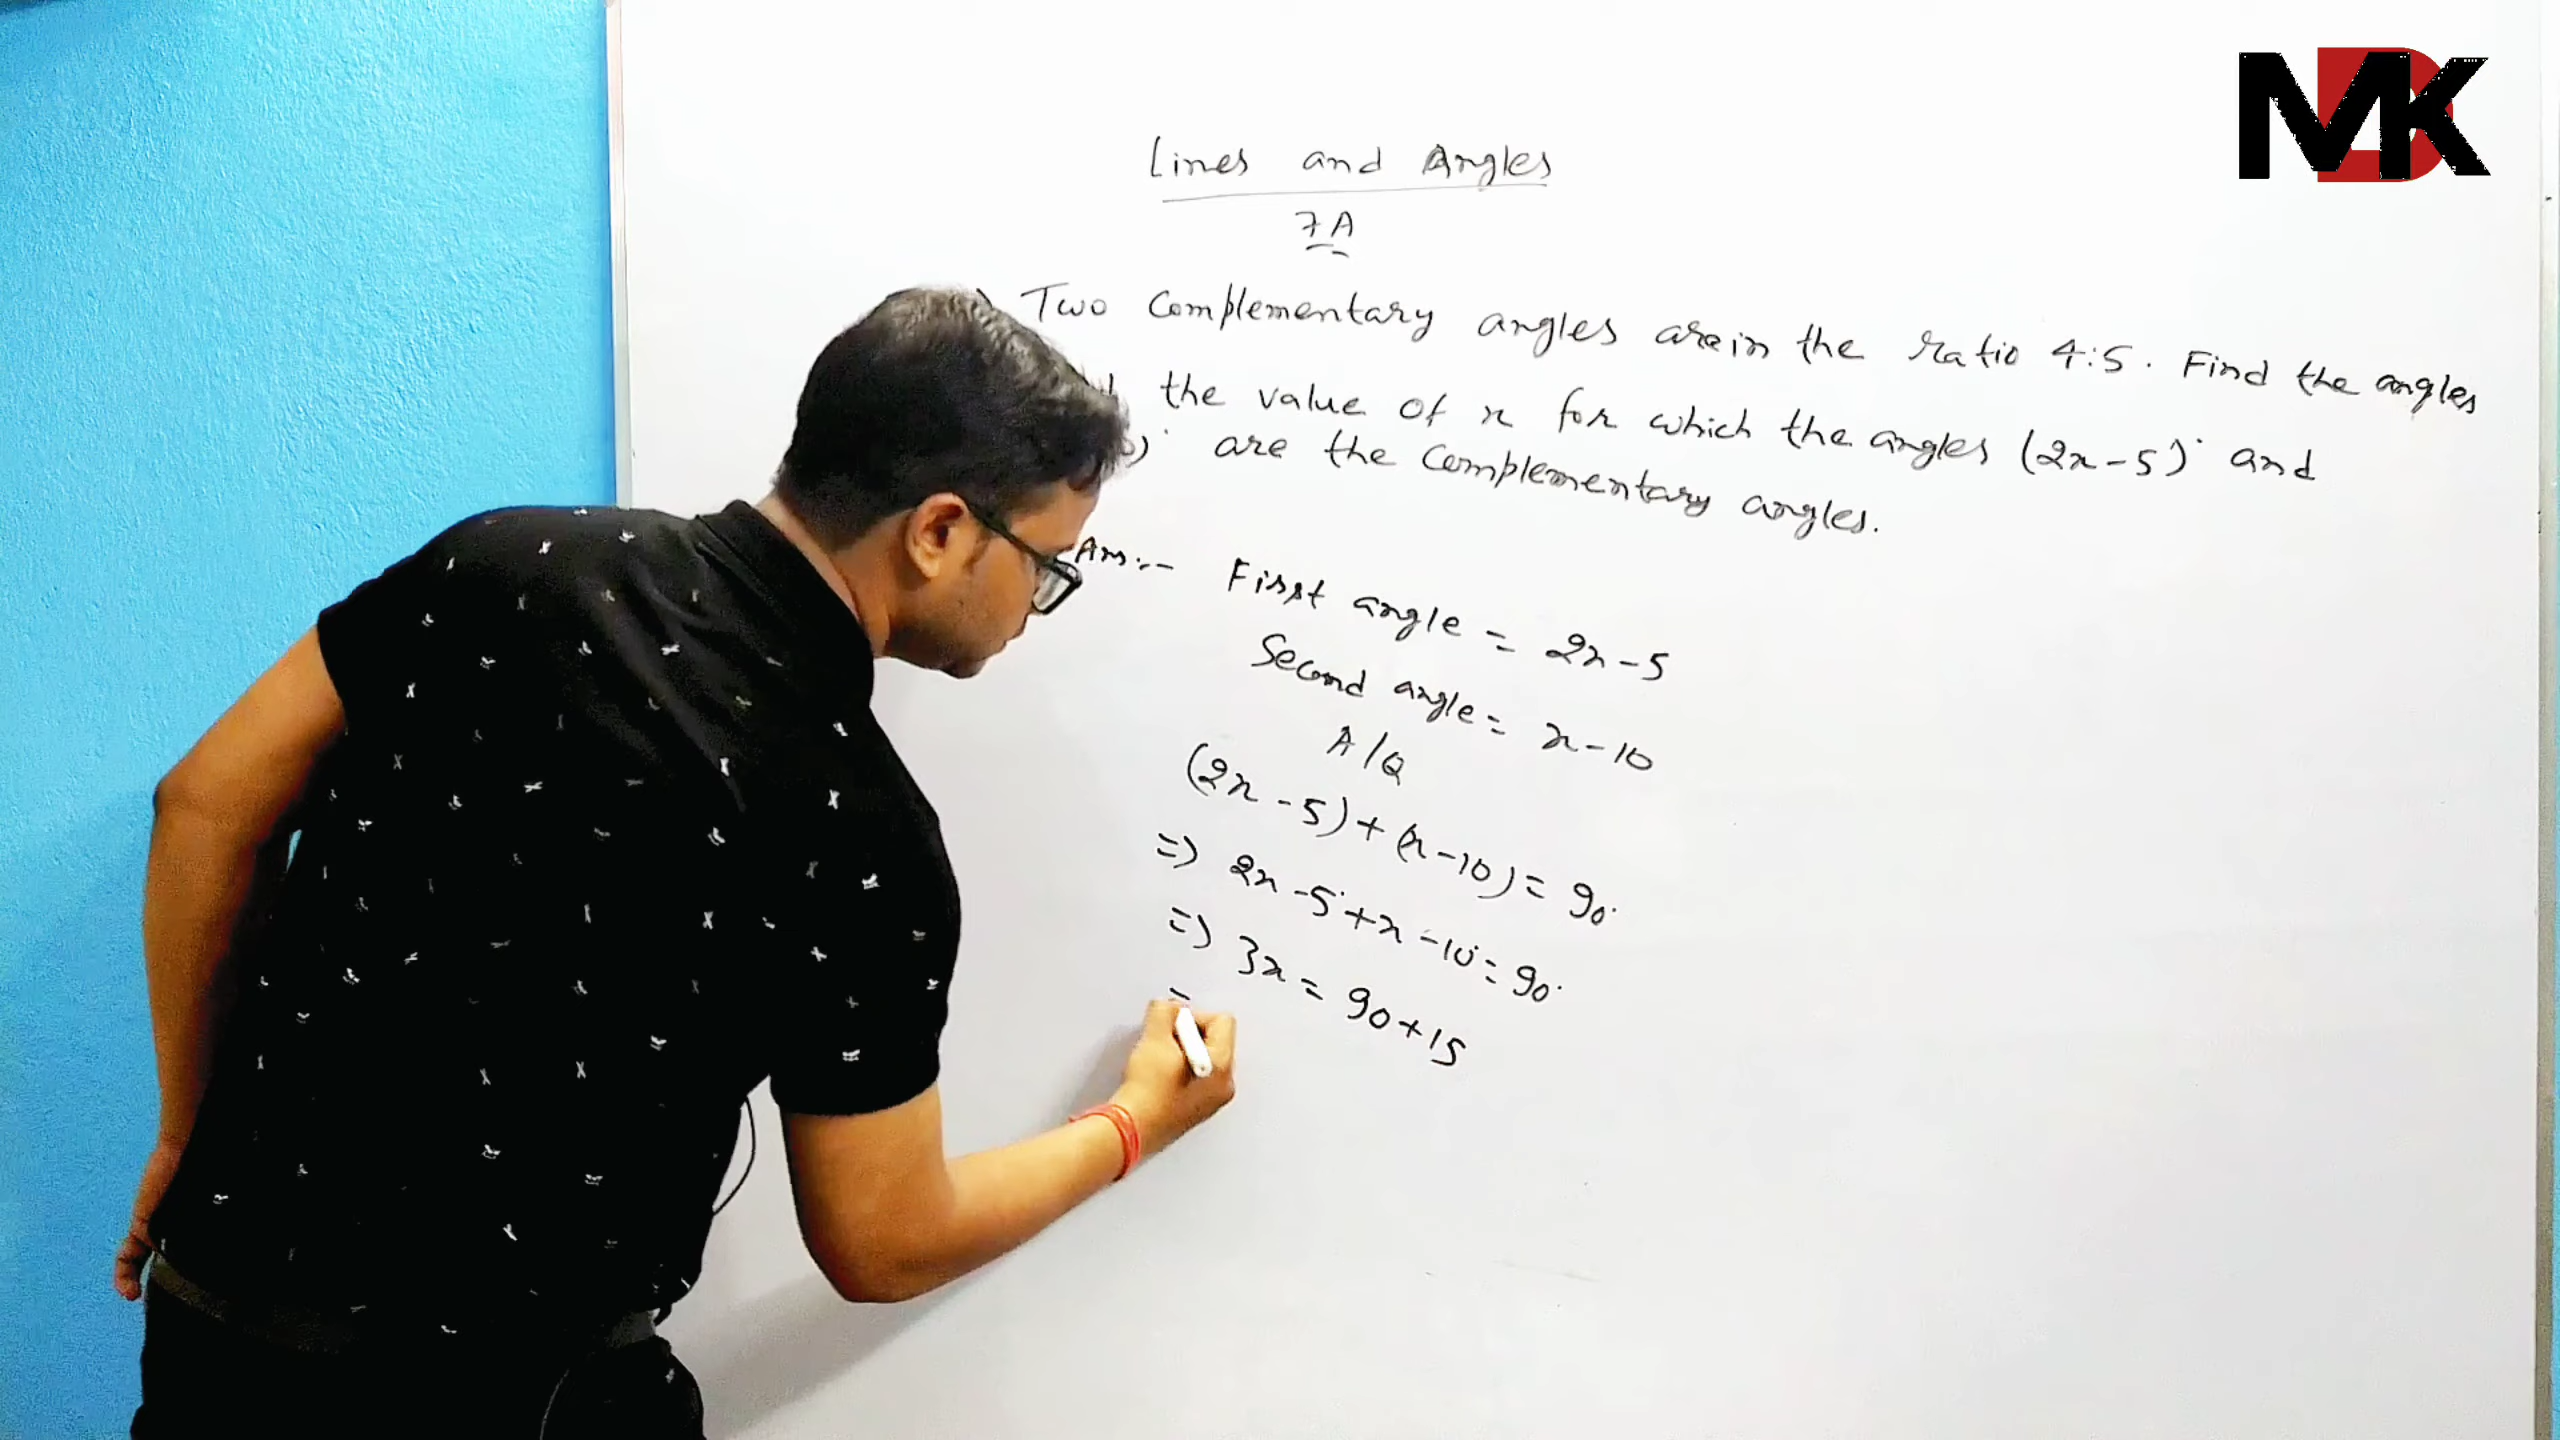 MDK
Lines and Angles
7A
) Two complementary angles are in the ratio 4:5. Find the angles
the value of x for which the angles (2x-5)° and
)° are the complementary angles.
Ans:- First angle = 2x-5
Second angle = x-10
A/Q
(2x-5)+(x-10)= 90°
=) 2x-5°+x-10°= 90°
=) 3x = 90+15
=